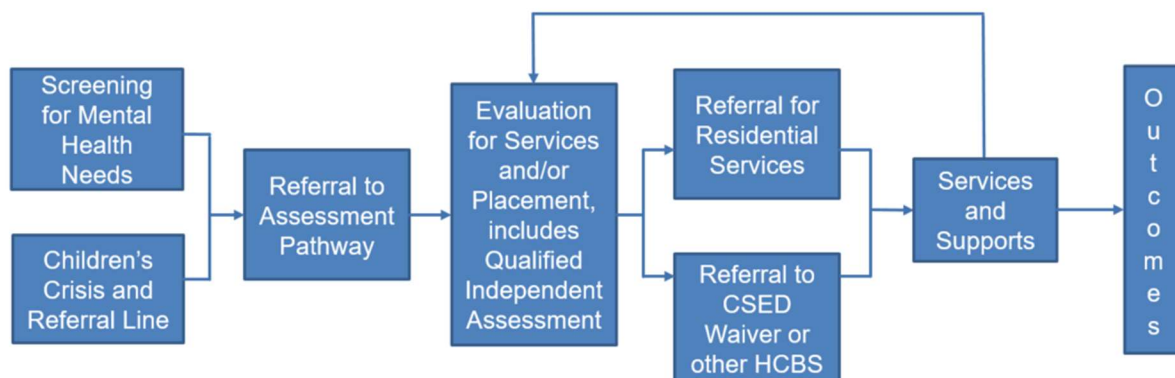 Screening
for Mental
Health
Needs
Children’s
Crisis and
Referral Line
Referral to
Assessment
Pathway
Evaluation
for Services
and/or
Placement,
includes
Qualified
Independent
Assessment
Referral for
Residential
Services
Referral to
CSED
Waiver or
other HCBS
Services
and
Supports
O
u
t
c
o
m
e
s